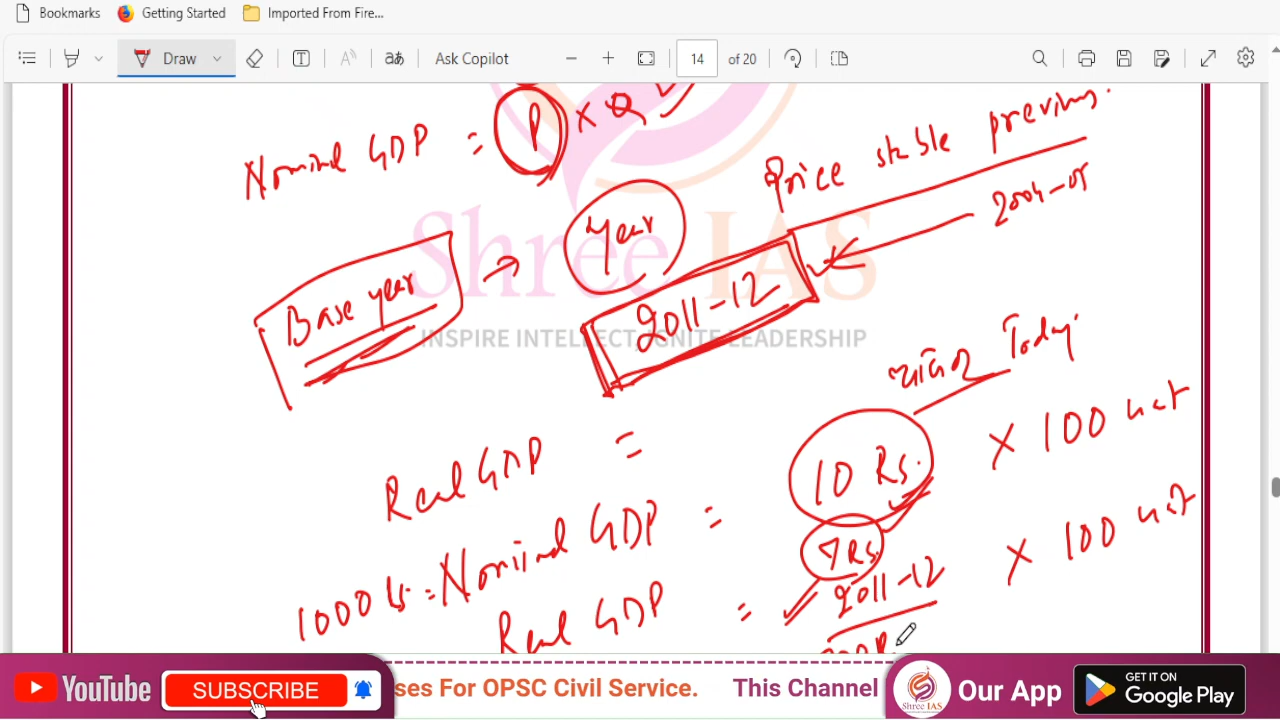 Bookmarks Getting Started Imported From Fire...
Draw Ask Copilot 14 of 20
Nominal GDP = P × Q
Price stable previous.
2004-05
Year
Base year →
2011-12
Shree IAS
INSPIRE INTELLECT, IGNITE LEADERSHIP
Today
Real GDP =
10 Rs. × 100 unit
1000 Rs = Nominal GDP =
7 Rs. × 100 unit
Real GDP = 2011-12
YouTube SUBSCRIBE ses For OPSC Civil Service. This Channel Shree IAS Our App GET IT ON Google Play